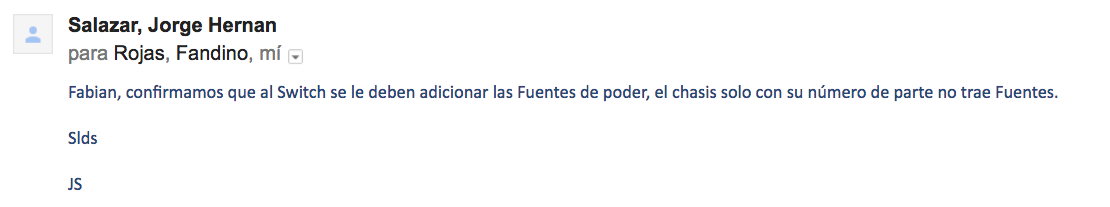 Salazar, Jorge Hernan
para Rojas, Fandino, mí
Fabian, confirmamos que al Switch se le deben adicionar las Fuentes de poder, el chasis solo con su número de parte no trae Fuentes.
Slds
JS